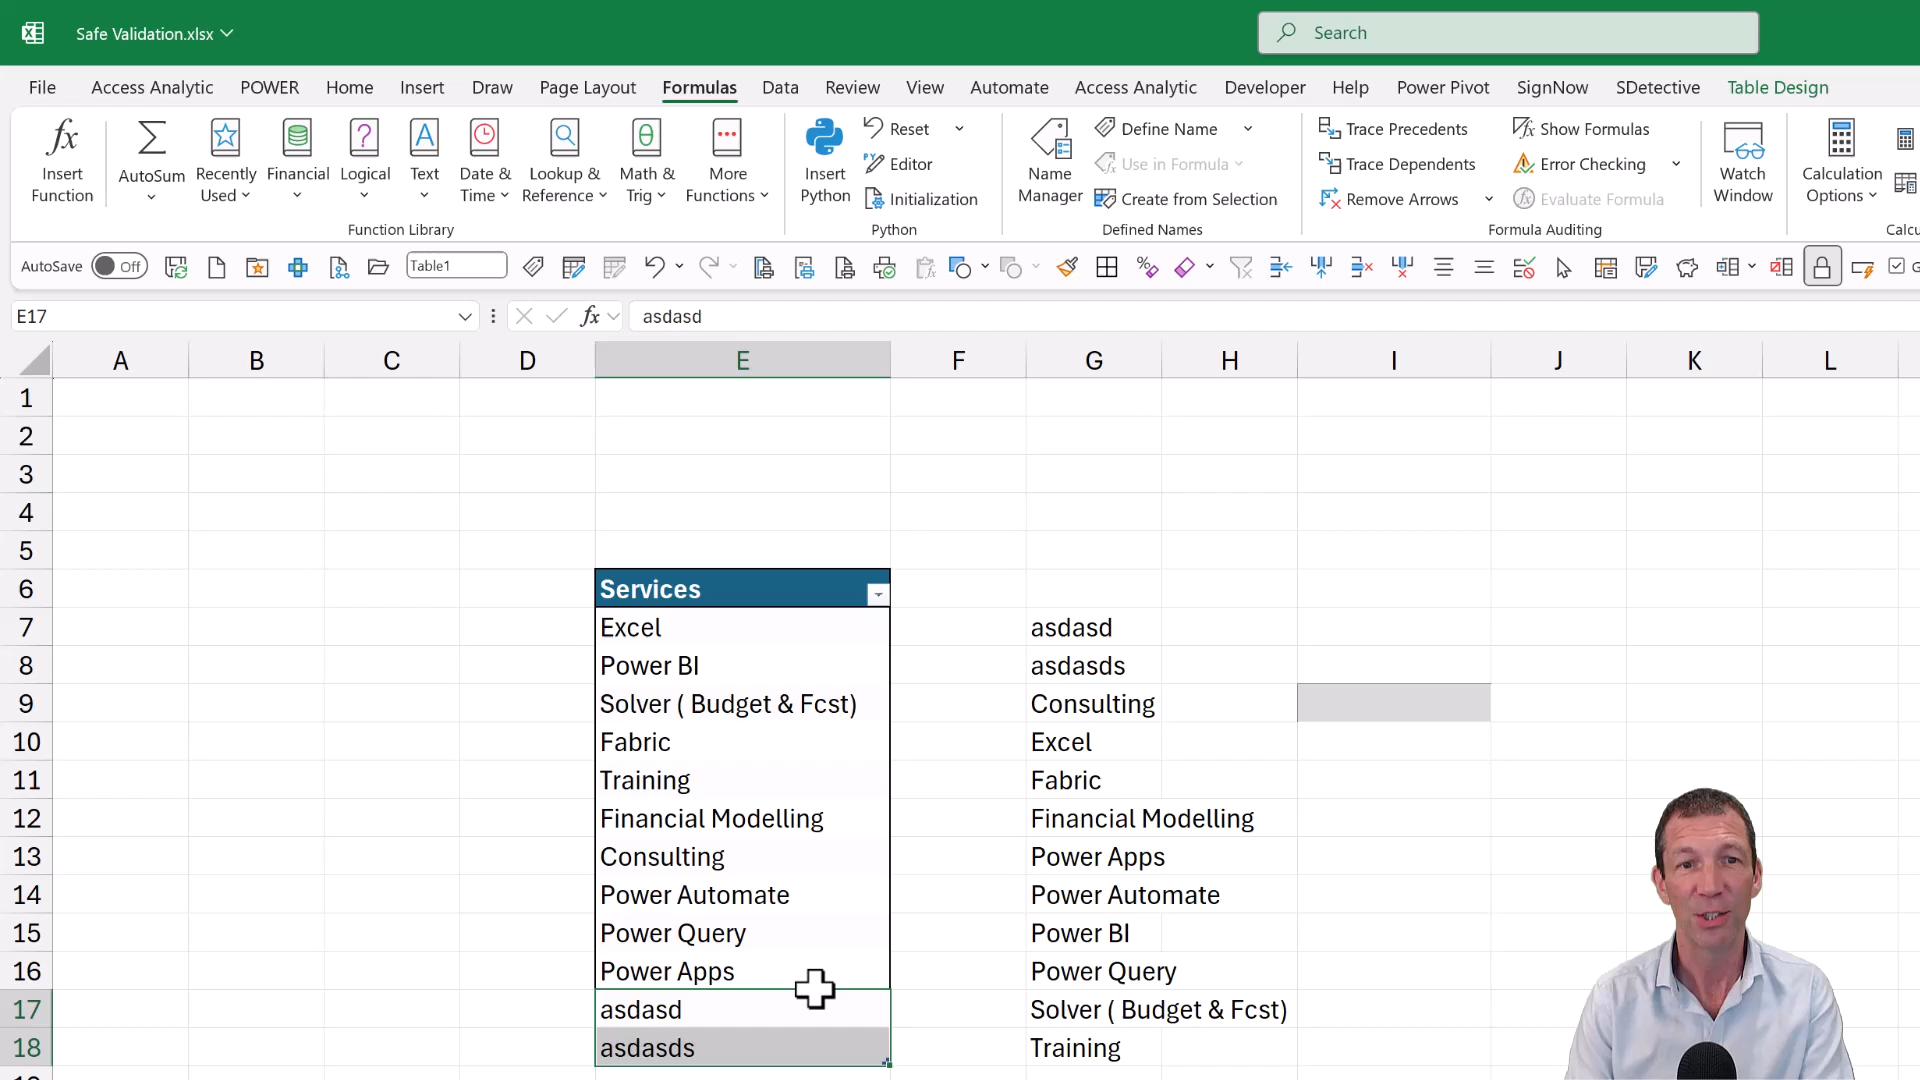 Safe Validation.xlsx
Search
File Access Analytic POWER Home Insert Draw Page Layout Formulas Data Review View Automate Access Analytic Developer Help Power Pivot SignNow SDetective Table Design
Insert Function
AutoSum
Recently Used
Financial
Logical
Text
Date & Time
Lookup & Reference
Math & Trig
More Functions
Function Library
Insert Python
Reset
Editor
Initialization
Python
Name Manager
Define Name
Use in Formula
Create from Selection
Defined Names
Trace Precedents
Trace Dependents
Remove Arrows
Show Formulas
Error Checking
Evaluate Formula
Formula Auditing
Watch Window
Calculation Options
Calcu
AutoSave Off Table1
E17 fx asdasd
A B C D E F G H I J K L
1
2
3
4
5
6 Services
7 Excel asdasd
8 Power BI asdasds
9 Solver ( Budget & Fcst) Consulting
10 Fabric Excel
11 Training Fabric
12 Financial Modelling Financial Modelling
13 Consulting Power Apps
14 Power Automate Power Automate
15 Power Query Power BI
16 Power Apps Power Query
17 asdasd Solver ( Budget & Fcst)
18 asdasds Training